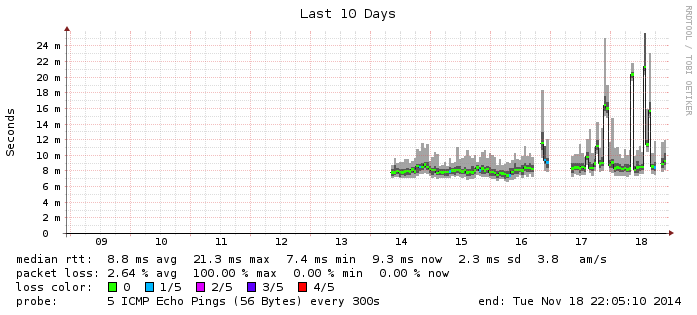 Last 10 Days
RRDTOOL / TOBI OETIKER
Seconds
24 m
22 m
20 m
18 m
16 m
14 m
12 m
10 m
8 m
6 m
4 m
2 m
0
09 10 11 12 13 14 15 16 17 18
median rtt: 8.8 ms avg 21.3 ms max 7.4 ms min 9.3 ms now 2.3 ms sd 3.8 am/s
packet loss: 2.64 % avg 100.00 % max 0.00 % min 0.00 % now
loss color: 0 1/5 2/5 3/5 4/5
probe: 5 ICMP Echo Pings (56 Bytes) every 300s end: Tue Nov 18 22:05:10 2014